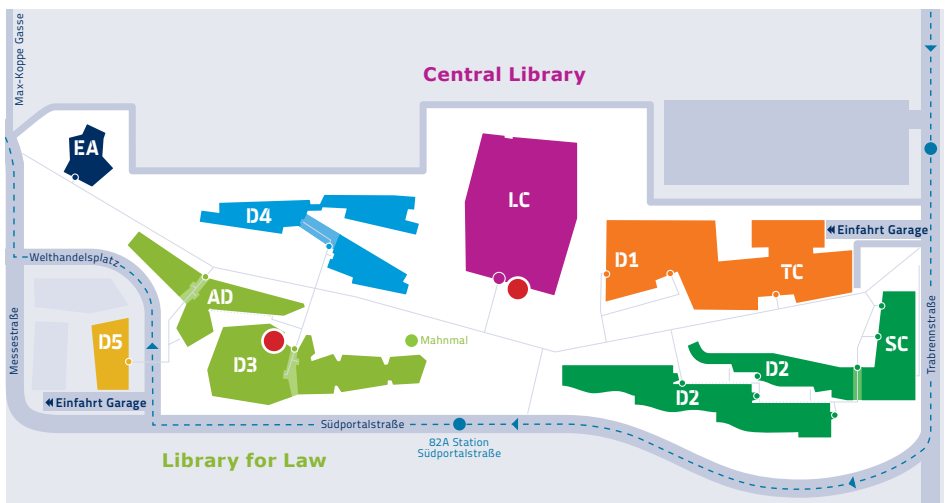 Max-Koppe Gasse
Central Library
EA
LC
D4
Einfahrt Garage
D1
TC
Welthandelsplatz
AD
D5
D3
Mahnmal
SC
D2
D2
Messestraße
Trabrennstraße
Einfahrt Garage
Südportalstraße
82A Station
Südportalstraße
Library for Law